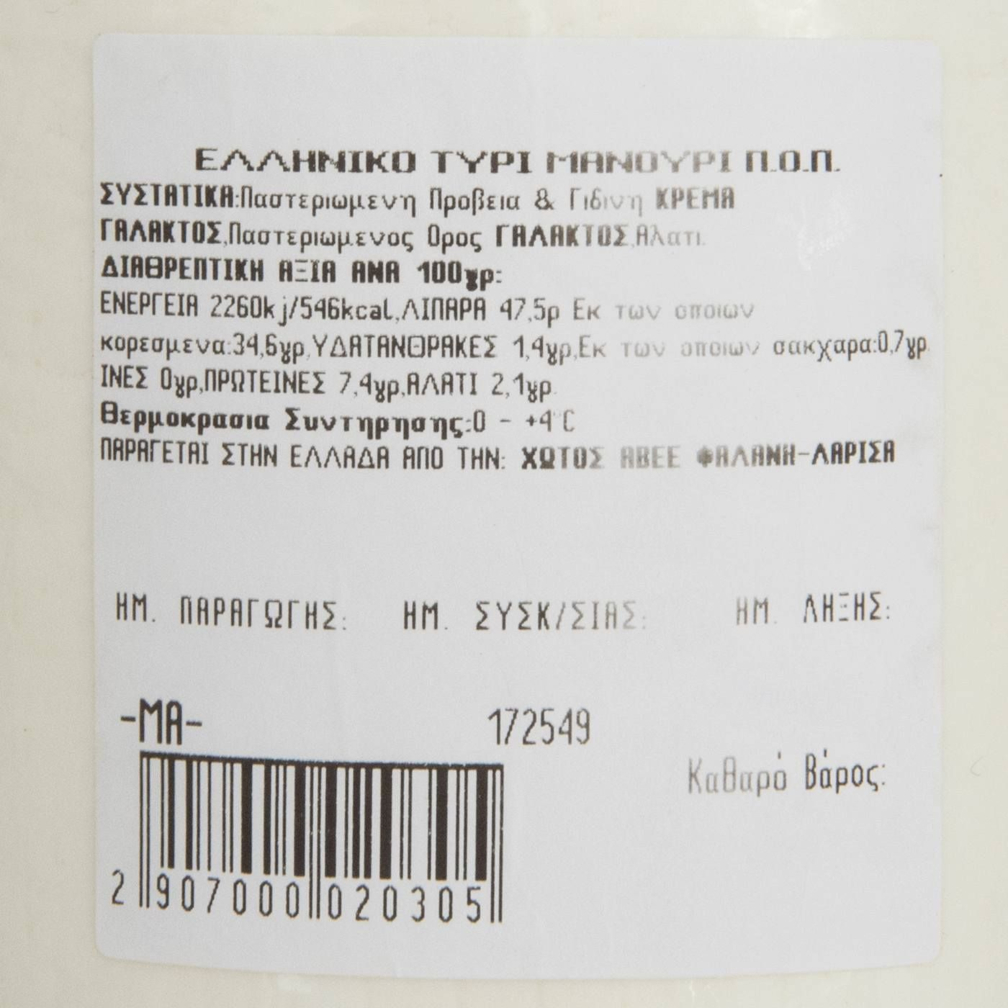 ΕΛΛΗΝΙΚΟ ΤΥΡΙ ΜΑΝΟΥΡΙ Π.Ο.Π.
ΣΥΣΤΑΤΙΚΑ:Παστεριωμενη Προβεια & Γιδινη ΚΡΕΜΑ
ΓΑΛΑΚΤΟΣ,Παστεριωμενος Ορος ΓΑΛΑΚΤΟΣ,Αλατι.
ΔΙΑΘΡΕΠΤΙΚΗ ΑΞΙΑ ΑΝΑ 100γρ:
ΕΝΕΡΓΕΙΑ 2260kj/546kcal,ΛΙΠΑΡΑ 47,5ρ Εκ των οποιων
κορεσμενα:34,6γρ,ΥΔΑΤΑΝΘΡΑΚΕΣ 1,4γρ,Εκ των οποιων σακχαρα:0,7γρ.
ΙΝΕΣ 0γρ,ΠΡΩΤΕΙΝΕΣ 7,4γρ,ΑΛΑΤΙ 2,1γρ.
Θερμοκρασια Συντηρησης:0 - +4°C
ΠΑΡΑΓΕΤΑΙ ΣΤΗΝ ΕΛΛΑΔΑ ΑΠΟ ΤΗΝ: ΧΩΤΟΣ ΑΒΕΕ ΦΑΛΑΝΗ-ΛΑΡΙΣΑ
ΗΜ. ΠΑΡΑΓΩΓΗΣ: ΗΜ. ΣΥΣΚ/ΣΙΑΣ: ΗΜ. ΛΗΞΗΣ:
-ΜΑ- 172549
Καθαρό Βάρος:
2 907000 020305